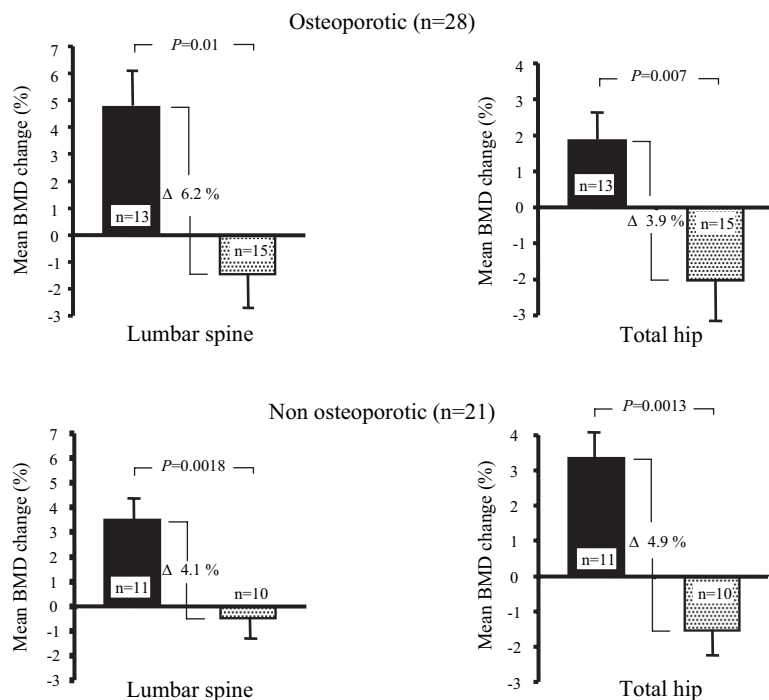 Osteoporotic (n=28)
Mean BMD change (%)
7
6
5
4
3
2
1
0
-1
-2
-3
P=0.01
Δ 6.2 %
n=13
n=15
Lumbar spine
Mean BMD change (%)
4
3
2
1
0
-1
-2
-3
P=0.007
n=13
Δ 3.9 %
n=15
Total hip
Non osteoporotic (n=21)
Mean BMD change (%)
7
6
5
4
3
2
1
0
-1
-2
-3
P=0.0018
Δ 4.1 %
n=11
n=10
Lumbar spine
Mean BMD change (%)
4
3
2
1
0
-1
-2
-3
P=0.0013
Δ 4.9 %
n=11
n=10
Total hip